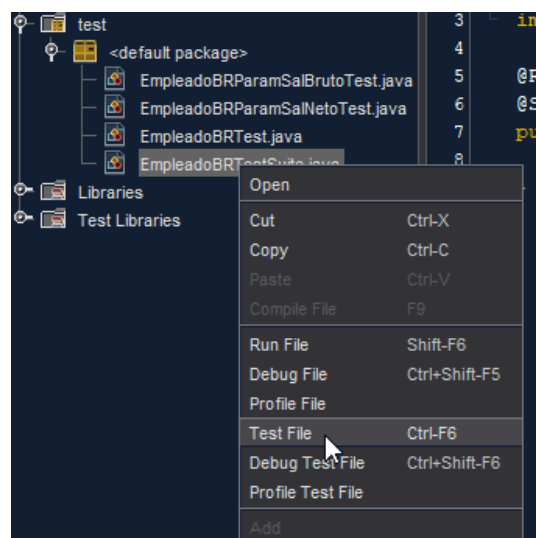 test
<default package>
EmpleadoBRParamSalBrutoTest.java
EmpleadoBRParamSalNetoTest.java
EmpleadoBRTest.java
EmpleadoBRTestSuite.java
Libraries
Test Libraries
3 im
4
5 @R
6 @S
7 pu
8
Open
Cut Ctrl-X
Copy Ctrl-C
Paste Ctrl-V
Compile File F9
Run File Shift-F6
Debug File Ctrl+Shift-F5
Profile File
Test File Ctrl-F6
Debug Test File Ctrl+Shift-F6
Profile Test File
Add